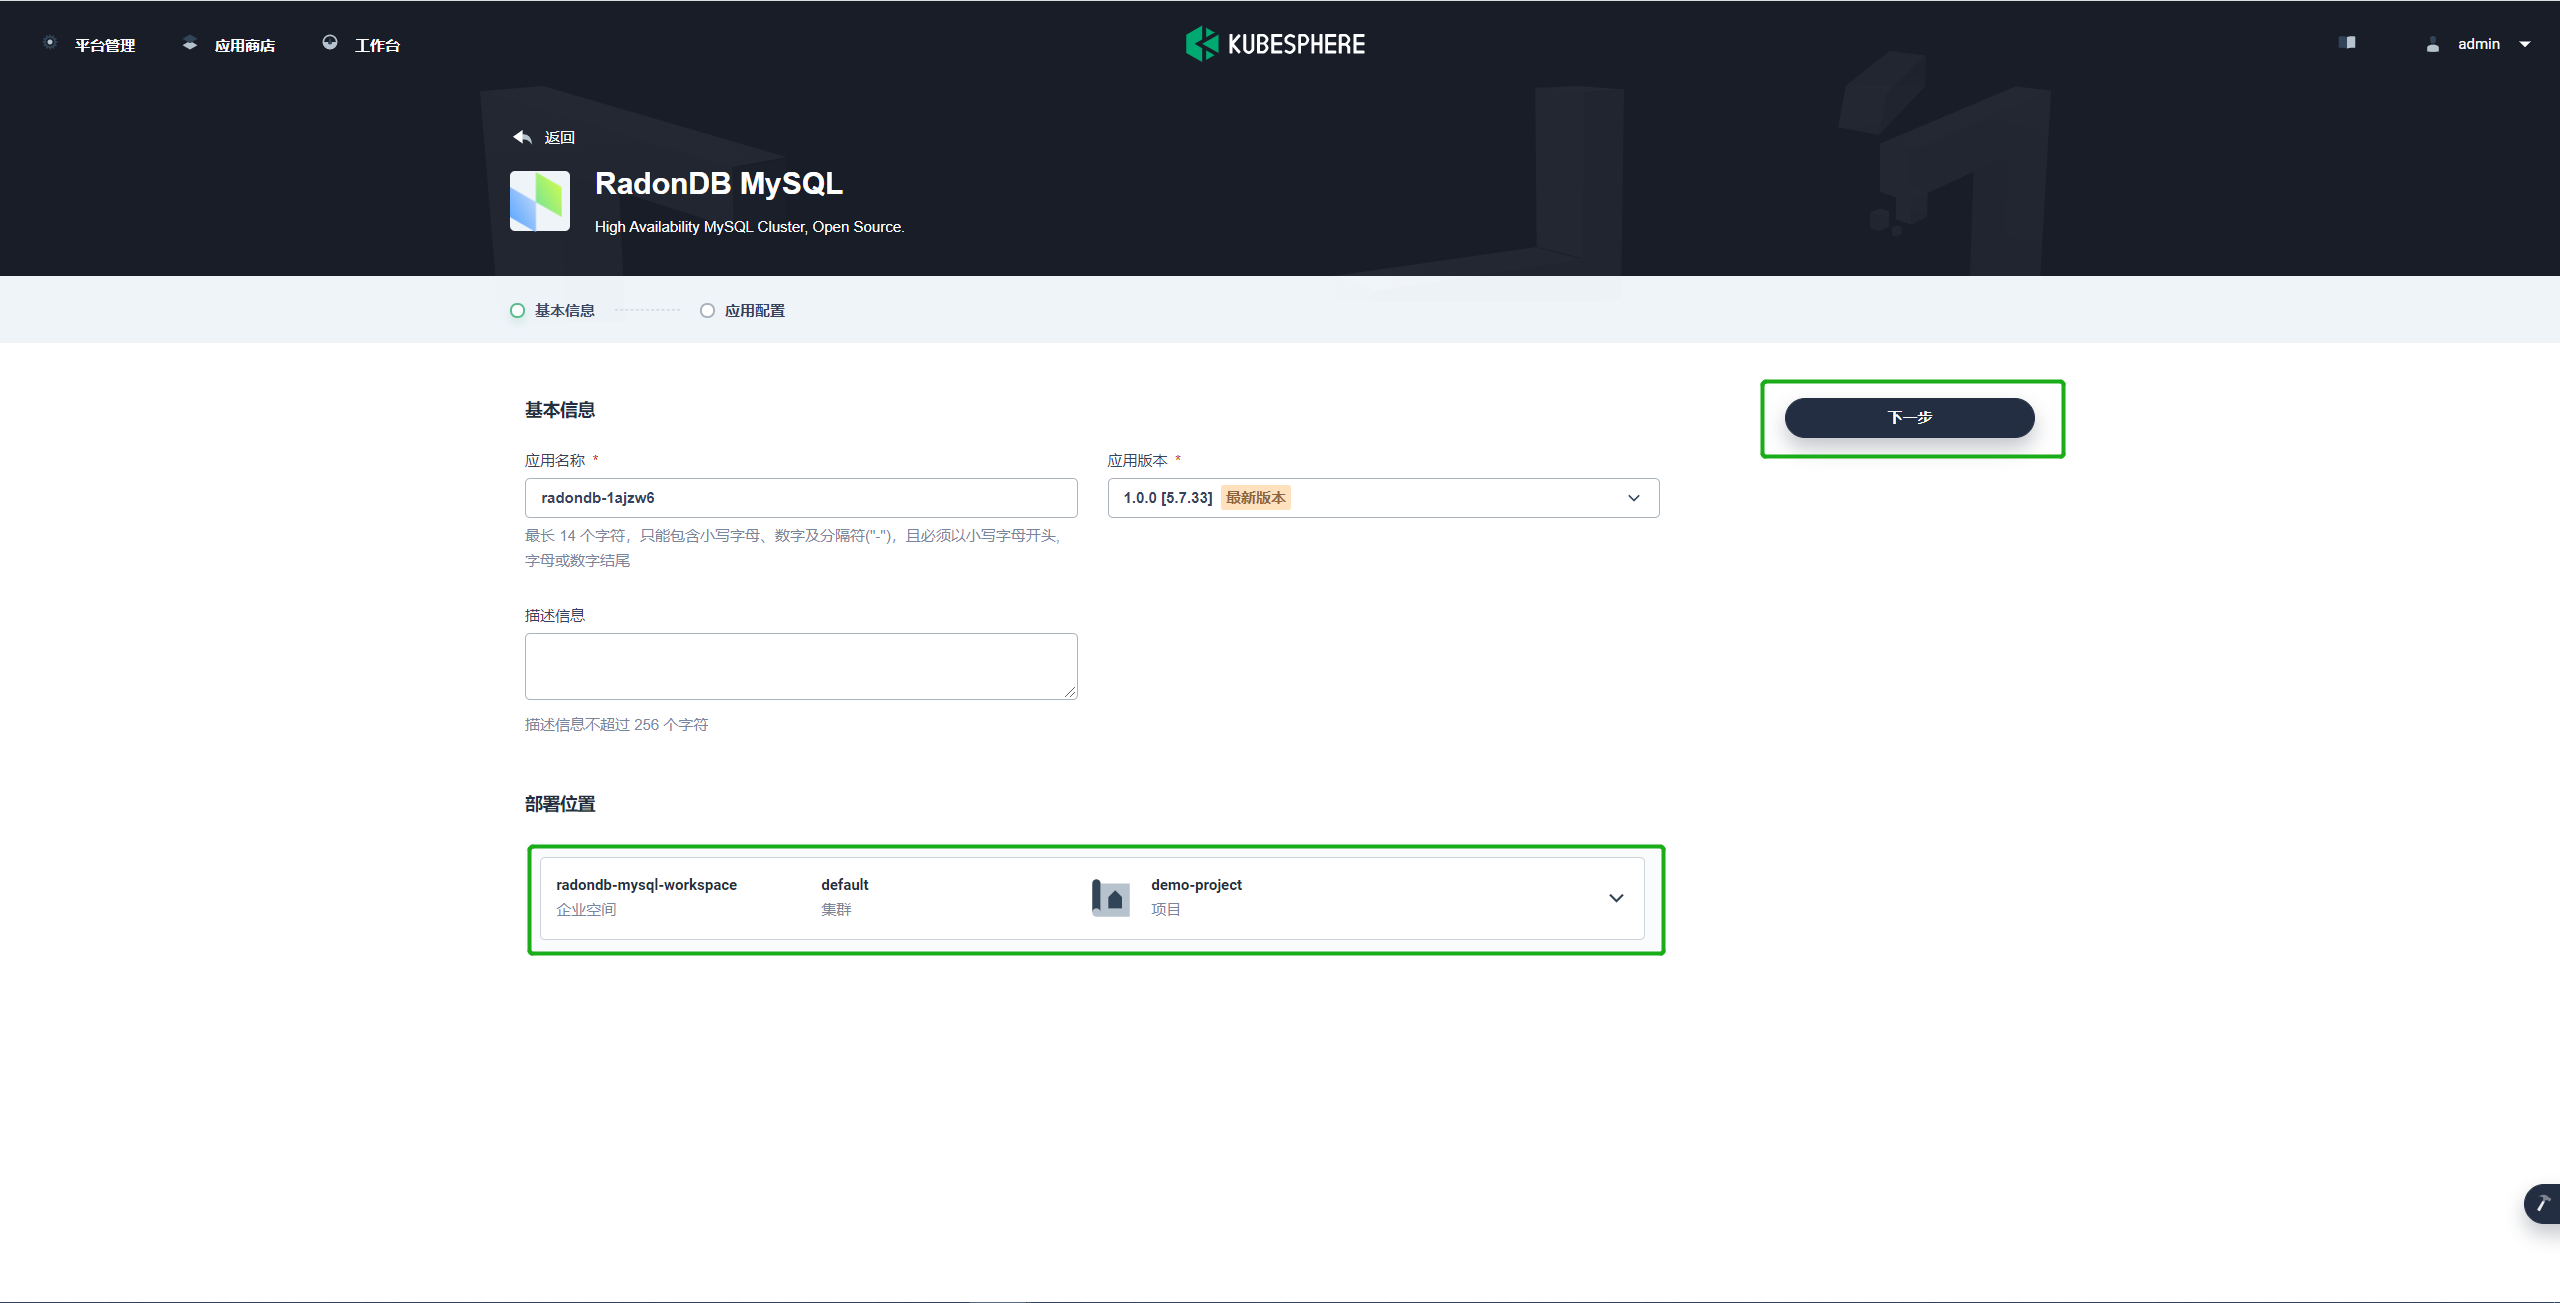 平台管理 应用商店 工作台 KUBESPHERE admin
返回
RadonDB MySQL
High Availability MySQL Cluster, Open Source.
基本信息 应用配置
基本信息
下一步
应用名称 * 应用版本 *
radondb-1ajzw6 1.0.0 [5.7.33] 最新版本
最长 14 个字符，只能包含小写字母、数字及分隔符("-")，且必须以小写字母开头，
字母或数字结尾
描述信息
描述信息不超过 256 个字符
部署位置
radondb-mysql-workspace default demo-project
企业空间 集群 项目